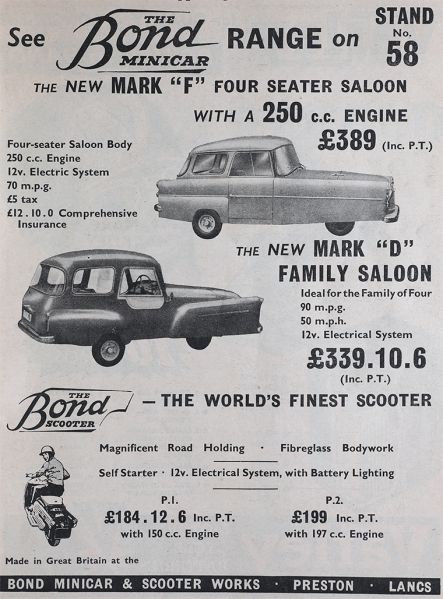 See THE Bond MINICAR RANGE on STAND No. 58
THE NEW MARK "F" FOUR SEATER SALOON
WITH A 250 c.c. ENGINE
£389 (Inc. P.T.)
Four-seater Saloon Body
250 c.c. Engine
12v. Electric System
70 m.p.g.
£5 tax
£12.10.0 Comprehensive
Insurance
THE NEW MARK "D"
FAMILY SALOON
Ideal for the Family of Four
90 m.p.g.
50 m.p.h.
12v. Electrical System
£339.10.6
(Inc. P.T.)
THE Bond SCOOTER — THE WORLD'S FINEST SCOOTER
Magnificent Road Holding · Fibreglass Bodywork
Self Starter · 12v. Electrical System, with Battery Lighting
P.1.
£184.12.6 Inc. P.T.
with 150 c.c. Engine
P.2.
£199 Inc. P.T.
with 197 c.c. Engine
Made in Great Britain at the
BOND MINICAR & SCOOTER WORKS · PRESTON · LANCS